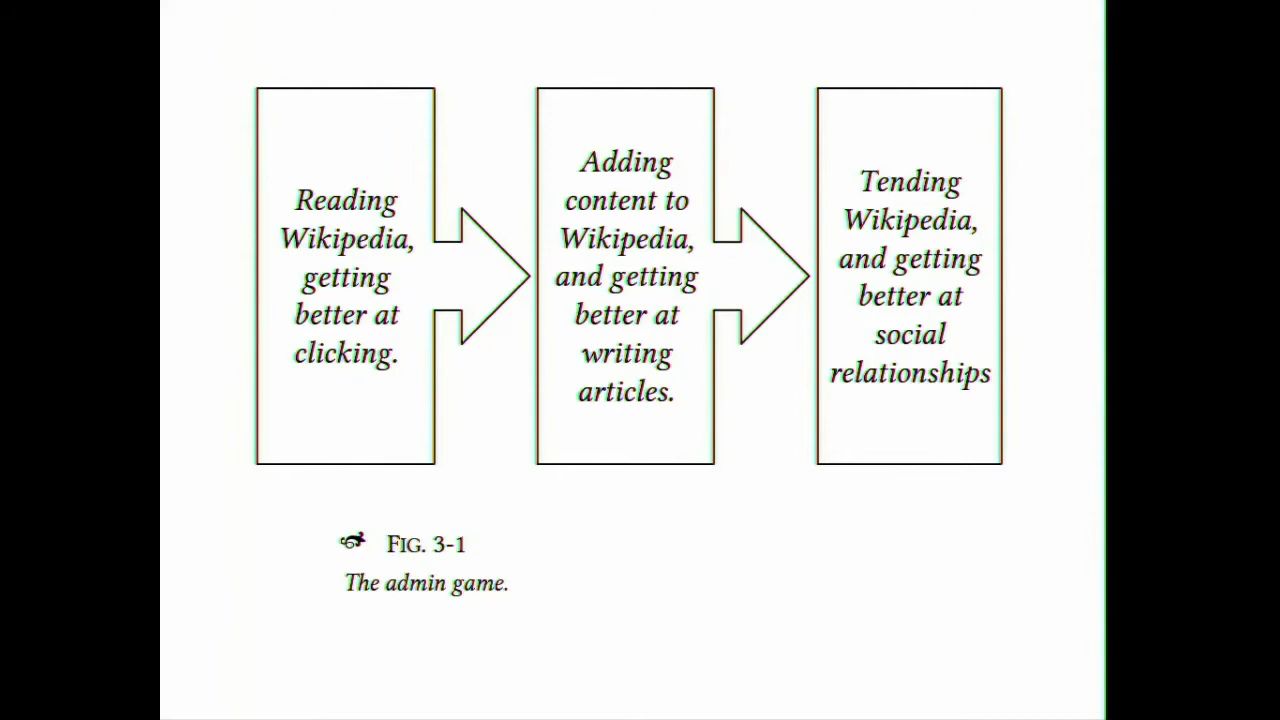 Reading
Wikipedia,
getting
better at
clicking.
Adding
content to
Wikipedia,
and getting
better at
writing
articles.
Tending
Wikipedia,
and getting
better at
social
relationships
FIG. 3-1
The admin game.